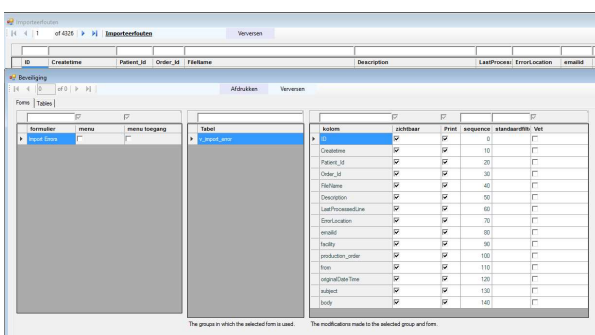 Importeerfouten
1 of 4326 Importeerfouten Verversen
ID Createtime Patient_Id Order_Id FileName Description LastProcess ErrorLocation emailid
Beveiliging
0 of 0 Afdrukken Verversen
Forms Tables
formulier menu menu toegang Tabel kolom zichtbaar Print sequence standaardfilt Vet
Import Errors v_import_error ID 0
Createtime 10
Patient_Id 20
Order_Id 30
FileName 40
Description 50
LastProcessedLine 60
ErrorLocation 70
emailid 80
facility 90
production_order 100
from 110
originalDateTime 120
subject 130
body 140
The groups in which the selected form is used. The modifications made to the selected group and form.